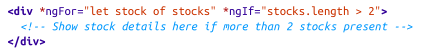 <div *ngFor="let stock of stocks" *ngIf="stocks.length > 2">
  <!-- Show stock details here if more than 2 stocks present -->
</div>